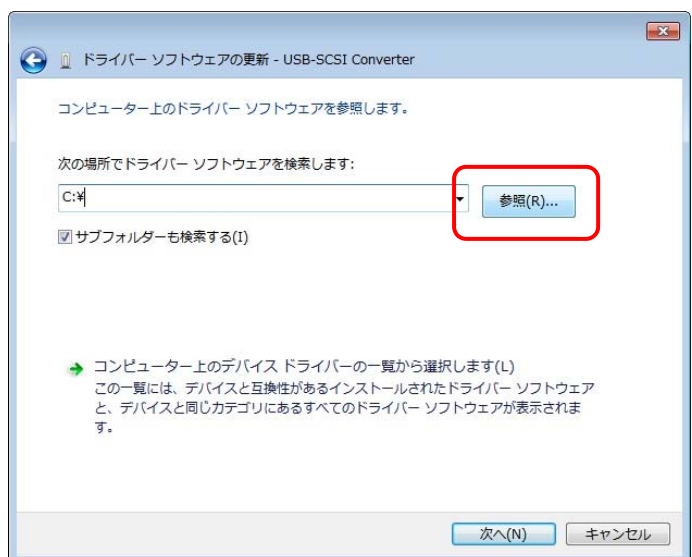 ドライバー ソフトウェアの更新 - USB-SCSI Converter
コンピューター上のドライバー ソフトウェアを参照します。
次の場所でドライバー ソフトウェアを検索します:
C:¥
参照(R)...
サブフォルダーも検索する(I)
コンピューター上のデバイス ドライバーの一覧から選択します(L)
この一覧には、デバイスと互換性があるインストールされたドライバー ソフトウェア
と、デバイスと同じカテゴリにあるすべてのドライバー ソフトウェアが表示されま
す。
次へ(N)
キャンセル